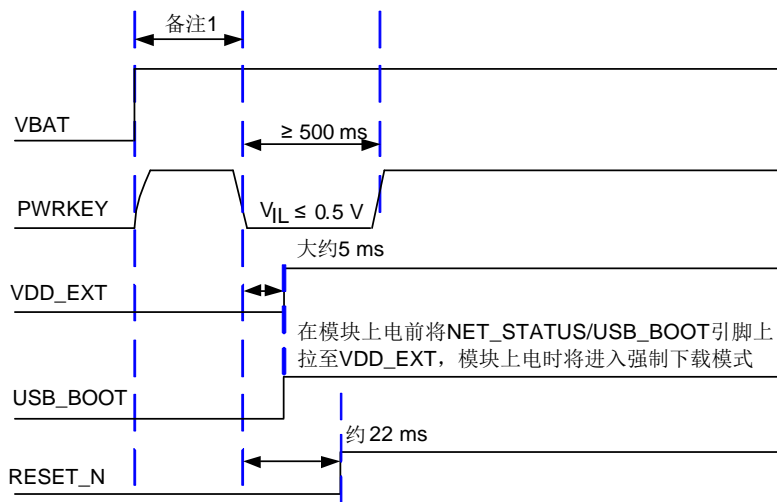 备注1
VBAT
≥ 500 ms
PWRKEY
VIL ≤ 0.5 V
大约5 ms
VDD_EXT
在模块上电前将NET_STATUS/USB_BOOT引脚上
拉至VDD_EXT，模块上电时将进入强制下载模式
USB_BOOT
约 22 ms
RESET_N